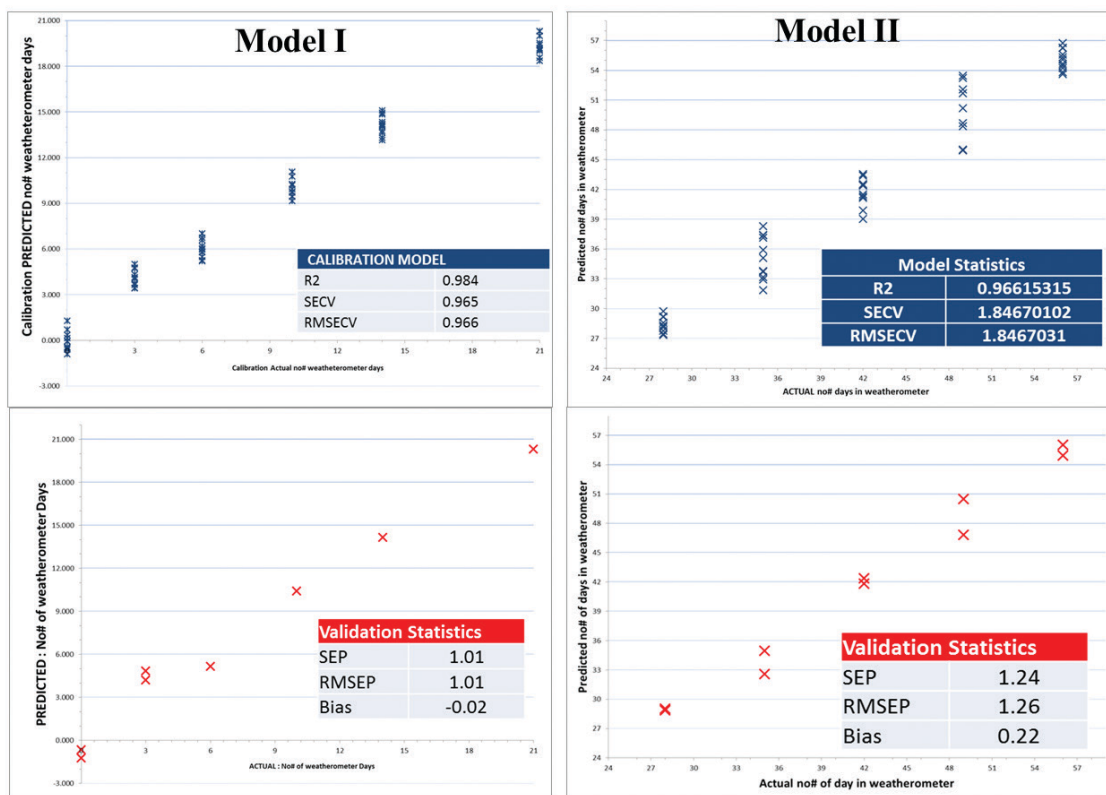 Model I
Calibration PREDICTED no# weatheterometer days
21.000
18.000
15.000
12.000
9.000
6.000
3.000
0.000
-3.000
3 6 9 12 15 18 21
Calibration Actual no# weatheterometer days
CALIBRATION MODEL
R2 0.984
SECV 0.965
RMSECV 0.966
Model II
Predicted no# days in weatherometer
57
54
51
48
45
42
39
36
33
30
27
24
24 27 30 33 36 39 42 45 48 51 54 57
ACTUAL no# days in weatherometer
Model Statistics
R2 0.96615315
SECV 1.84670102
RMSECV 1.8467031
PREDICTED : No# of weatherometer Days
21.000
18.000
15.000
12.000
9.000
6.000
3.000
0.000
-3.000
3 6 9 12 15 18 21
ACTUAL : No# of weatherometer Days
Validation Statistics
SEP 1.01
RMSEP 1.01
Bias -0.02
Predicted no# of days in weatherometer
57
54
51
48
45
42
39
36
33
30
27
24
24 27 30 33 36 39 42 45 48 51 54 57
Actual no# of day in weatherometer
Validation Statistics
SEP 1.24
RMSEP 1.26
Bias 0.22